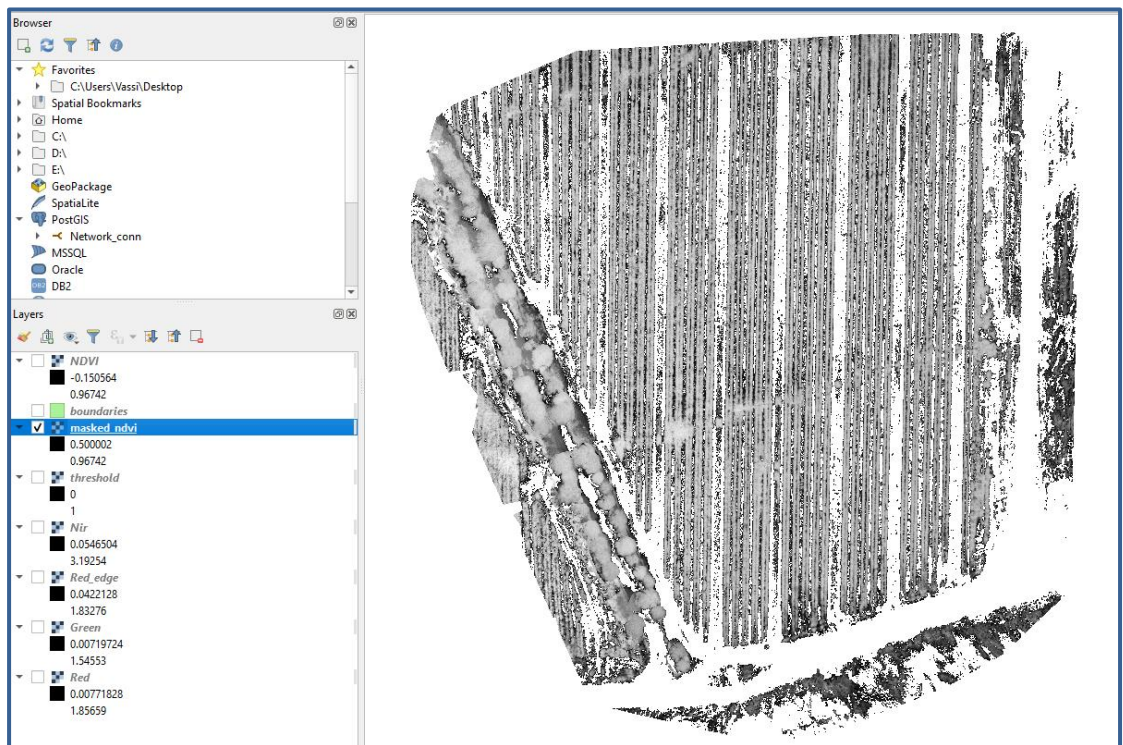 Browser
Favorites
C:\Users\Vassi\Desktop
Spatial Bookmarks
Home
C:\
D:\
E:\
GeoPackage
SpatiaLite
PostGIS
Network_conn
MSSQL
Oracle
DB2
Layers
NDVI
-0.150564
0.96742
boundaries
masked_ndvi
0.500002
0.96742
threshold
0
1
Nir
0.0546504
3.19254
Red_edge
0.0422128
1.83276
Green
0.00719724
1.54553
Red
0.00771828
1.85659